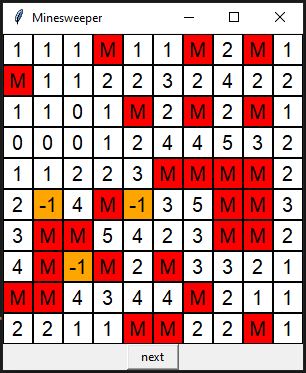 Minesweeper
1 1 1 M 1 1 M 2 M 1
M 1 1 2 2 3 2 4 2 2
1 1 0 1 M 2 M 2 M 1
0 0 0 1 2 4 4 5 3 2
1 1 2 2 3 M M M M 2
2 -1 4 M -1 3 5 M M 3
3 M M 5 4 2 3 M M 2
4 M -1 M 2 M 3 3 2 1
M M 4 3 4 4 M 2 1 1
2 2 1 1 M M 2 2 M 1
next